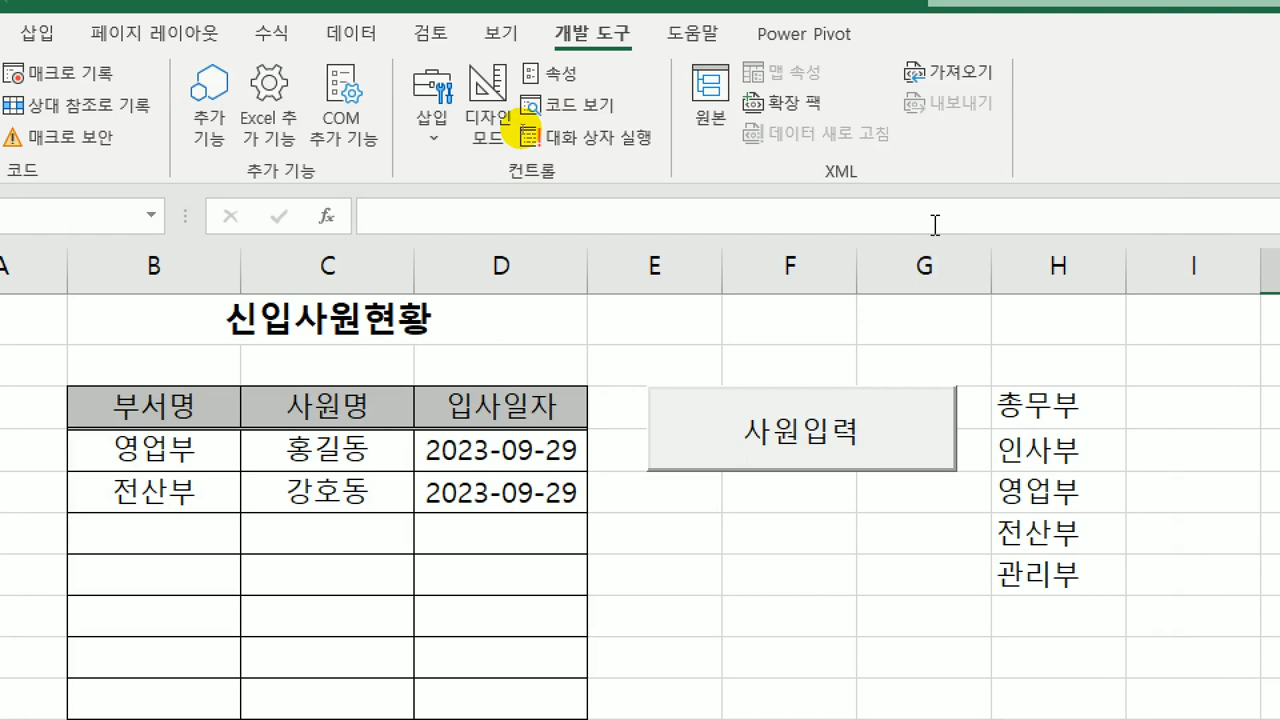 삽입 페이지 레이아웃 수식 데이터 검토 보기 개발 도구 도움말 Power Pivot
매크로 기록
상대 참조로 기록
매크로 보안
코드
추가
기능
Excel 추
가 기능
COM
추가 기능
추가 기능
삽입
디자인
모드
속성
코드 보기
대화 상자 실행
컨트롤
원본
맵 속성
확장 팩
데이터 새로 고침
가져오기
내보내기
XML
fx
A B C D E F G H I
신입사원현황
부서명 사원명 입사일자
영업부 홍길동 2023-09-29
전산부 강호동 2023-09-29
사원입력
총무부
인사부
영업부
전산부
관리부